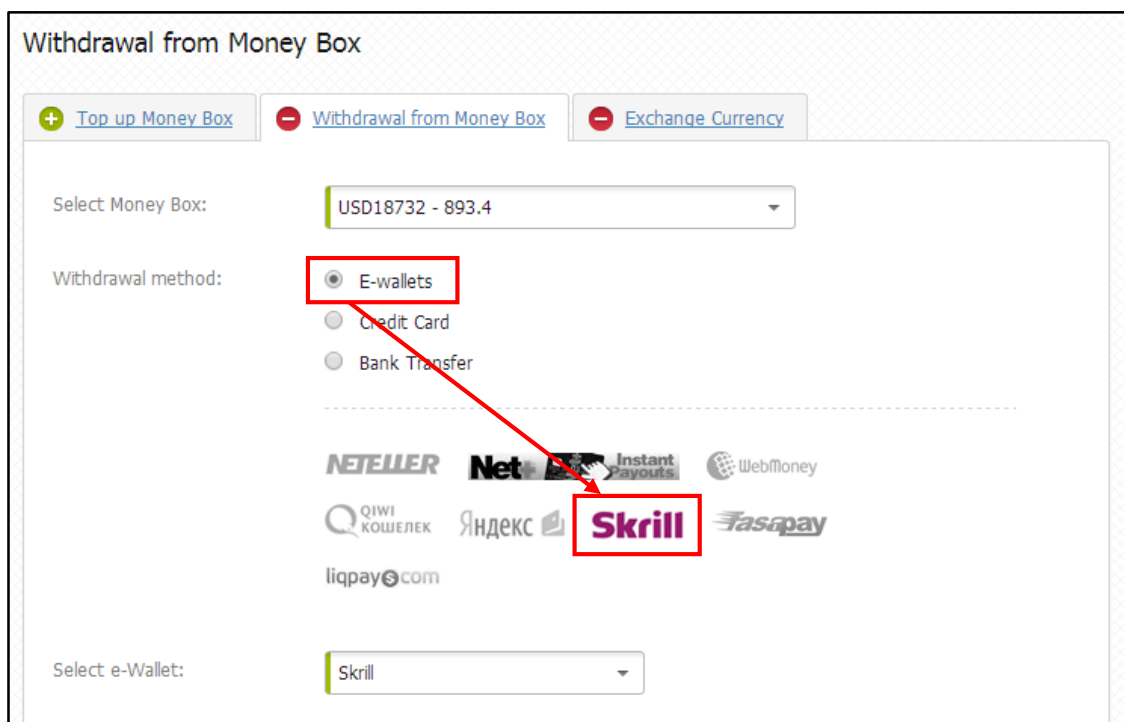 Withdrawal from Money Box
Top up Money Box Withdrawal from Money Box Exchange Currency
Select Money Box: USD18732 - 893.4
Withdrawal method: E-wallets
Credit Card
Bank Transfer
NETELLER Net+ Instant Payouts WebMoney
QIWI КОШЕЛЕК Яндекс Skrill Fasapay
liqpay$com
Select e-Wallet: Skrill